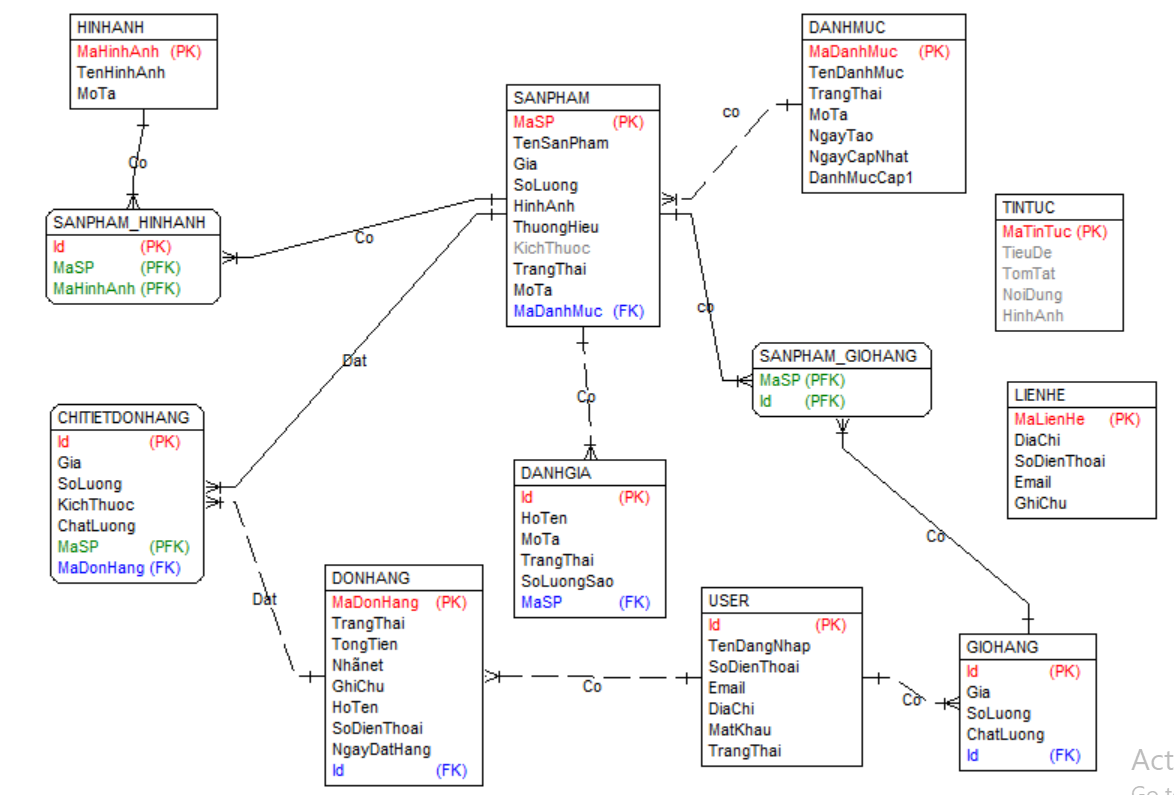 HINHANH
MaHinhAnh (PK)
TenHinhAnh
MoTa
Co
SANPHAM_HINHANH
Id (PK)
MaSP (PFK)
MaHinhAnh (PFK)
Co
SANPHAM
MaSP (PK)
TenSanPham
Gia
SoLuong
HinhAnh
ThuongHieu
KichThuoc
TrangThai
MoTa
MaDanhMuc (FK)
co
DANHMUC
MaDanhMuc (PK)
TenDanhMuc
TrangThai
MoTa
NgayTao
NgayCapNhat
DanhMucCap1
TINTUC
MaTinTuc (PK)
TieuDe
TomTat
NoiDung
HinhAnh
co
SANPHAM_GIOHANG
MaSP (PFK)
Id (PFK)
LIENHE
MaLienHe (PK)
DiaChi
SoDienThoai
Email
GhiChu
Dat
Co
CHITIETDONHANG
Id (PK)
Gia
SoLuong
KichThuoc
ChatLuong
MaSP (PFK)
MaDonHang (FK)
DANHGIA
Id (PK)
HoTen
MoTa
TrangThai
SoLuongSao
MaSP (FK)
Co
Dat
DONHANG
MaDonHang (PK)
TrangThai
TongTien
Nhãnet
GhiChu
HoTen
SoDienThoai
NgayDatHang
Id (FK)
Co
USER
Id (PK)
TenDangNhap
SoDienThoai
Email
DiaChi
MatKhau
TrangThai
Co
GIOHANG
Id (PK)
Gia
SoLuong
ChatLuong
Id (FK)
Act